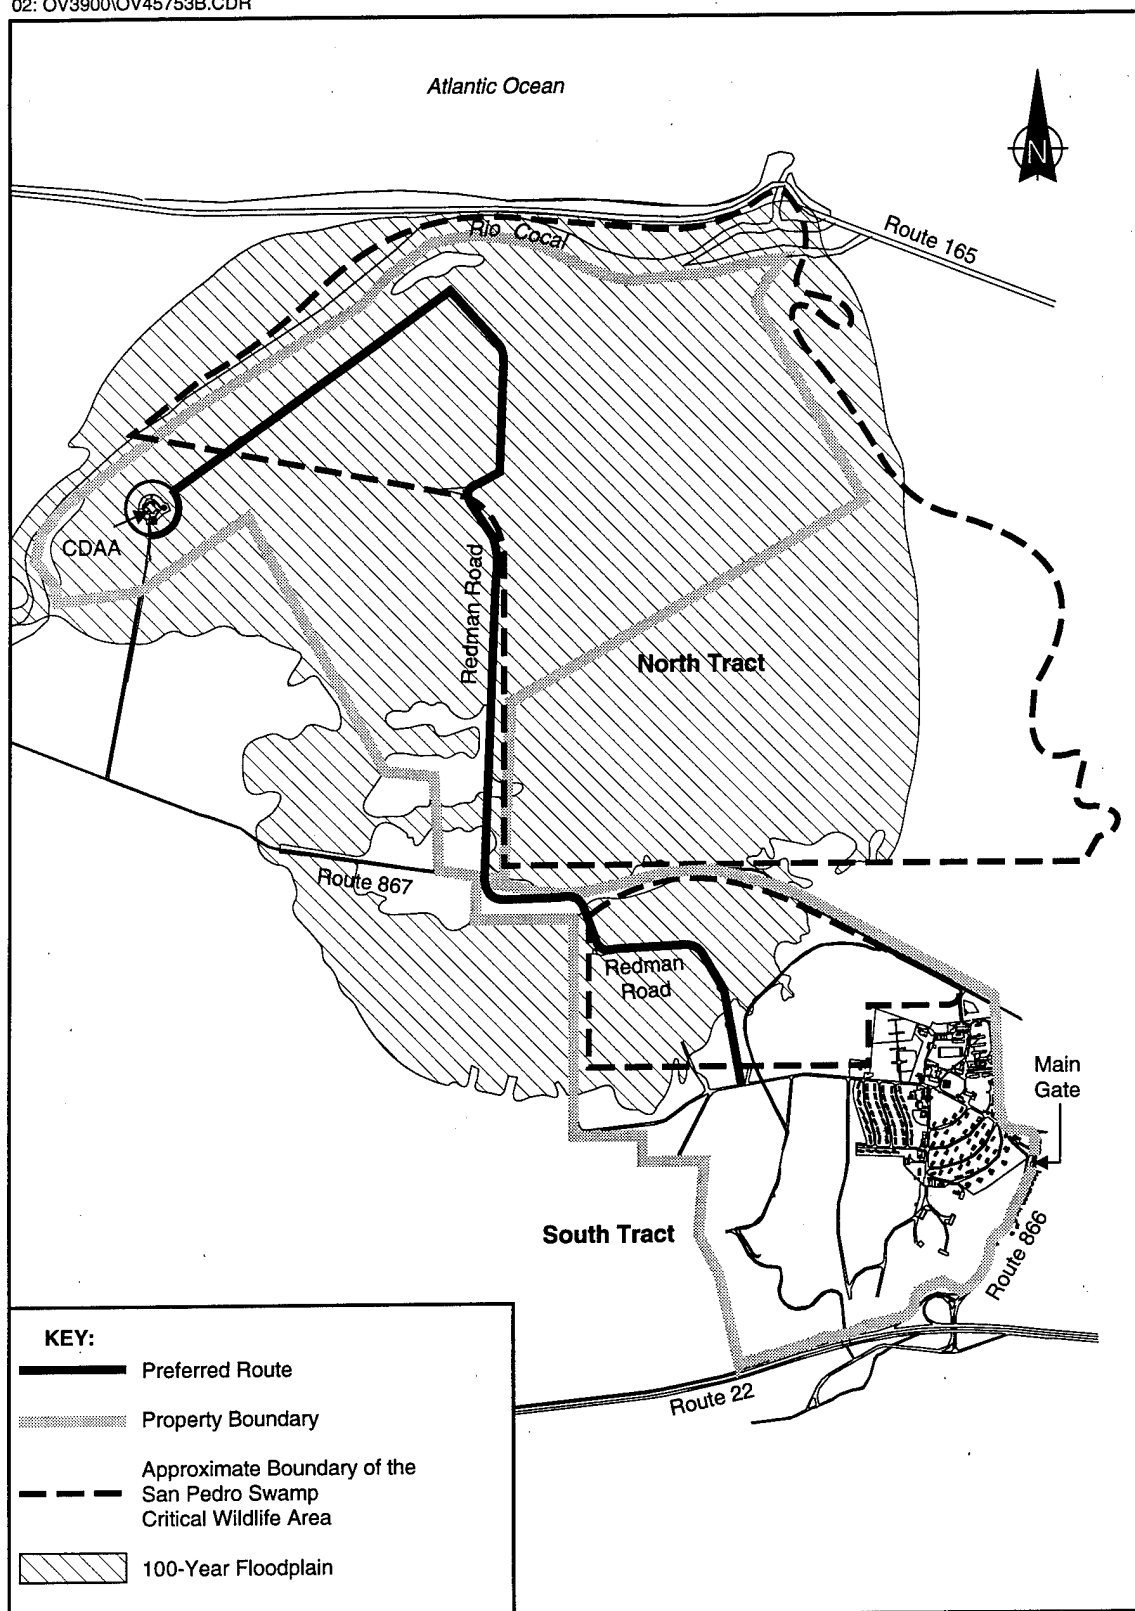 02: OV3900\OV45753B.CDR
Atlantic Ocean
N
Rio Cocal
Route 165
CDAA
Redman Road
North Tract
Route 867
Redman
Road
Main
Gate
South Tract
Route 866
Route 22
KEY:
Preferred Route
Property Boundary
Approximate Boundary of the
San Pedro Swamp
Critical Wildlife Area
100-Year Floodplain